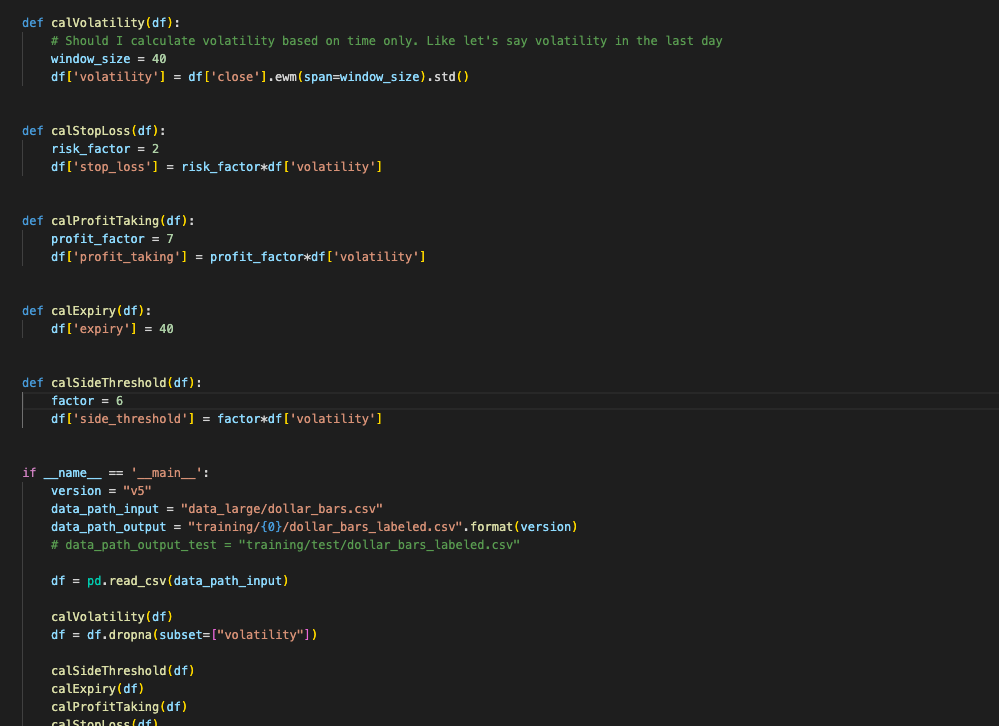 def calVolatility(df):
    # Should I calculate volatility based on time only. Like let's say volatility in the last day
    window_size = 40
    df['volatility'] = df['close'].ewm(span=window_size).std()
def calStopLoss(df):
    risk_factor = 2
    df['stop_loss'] = risk_factor*df['volatility']
def calProfitTaking(df):
    profit_factor = 7
    df['profit_taking'] = profit_factor*df['volatility']
def calExpiry(df):
    df['expiry'] = 40
def calSideThreshold(df):
    factor = 6
    df['side_threshold'] = factor*df['volatility']
if __name__ == '__main__':
    version = "v5"
    data_path_input = "data_large/dollar_bars.csv"
    data_path_output = "training/{0}/dollar_bars_labeled.csv".format(version)
    # data_path_output_test = "training/test/dollar_bars_labeled.csv"
    df = pd.read_csv(data_path_input)
    calVolatility(df)
    df = df.dropna(subset=["volatility"])
    calSideThreshold(df)
    calExpiry(df)
    calProfitTaking(df)
    calStopLoss(df)